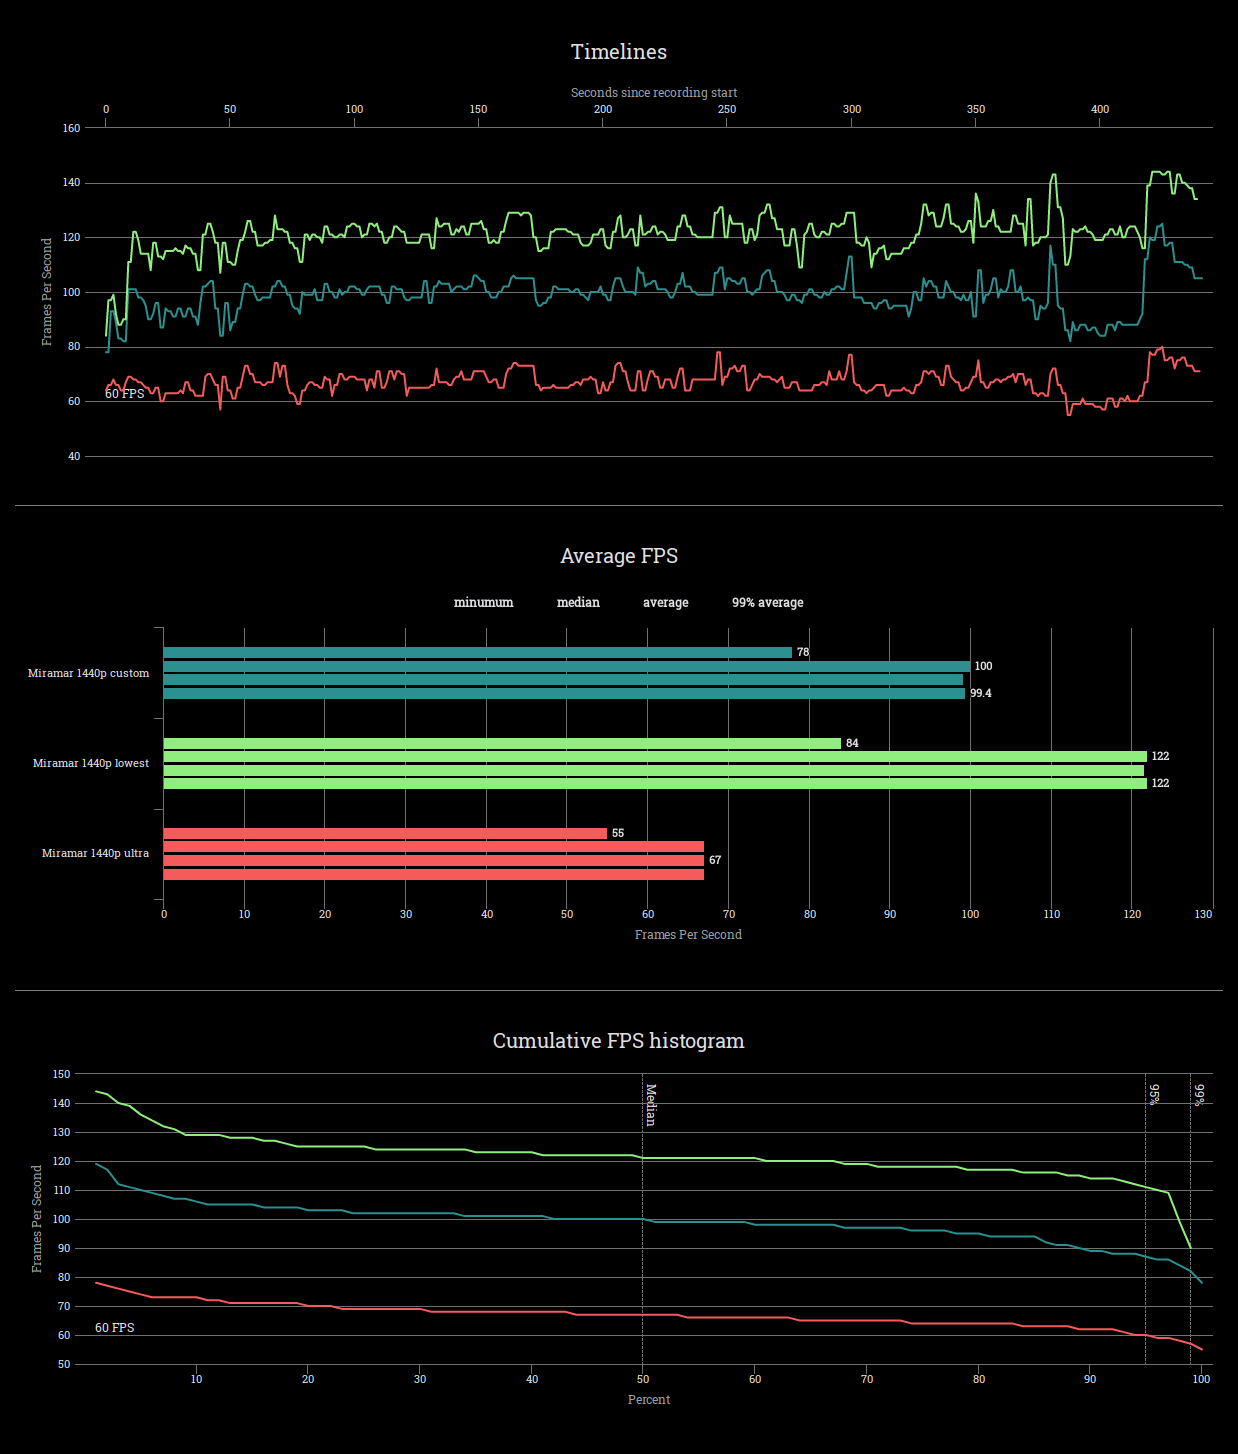 Timelines
Seconds since recording start
0 50 100 150 200 250 300 350 400
160
140
120
100
80
60
40
Frames Per Second
60 FPS
Average FPS
minumum median average 99% average
Miramar 1440p custom
78
100
99.4
Miramar 1440p lowest
84
122
122
Miramar 1440p ultra
55
67
0 10 20 30 40 50 60 70 80 90 100 110 120 130
Frames Per Second
Cumulative FPS histogram
150
140
130
120
110
100
90
80
70
60
50
Frames Per Second
Median
95%
99%
60 FPS
10 20 30 40 50 60 70 80 90 100
Percent